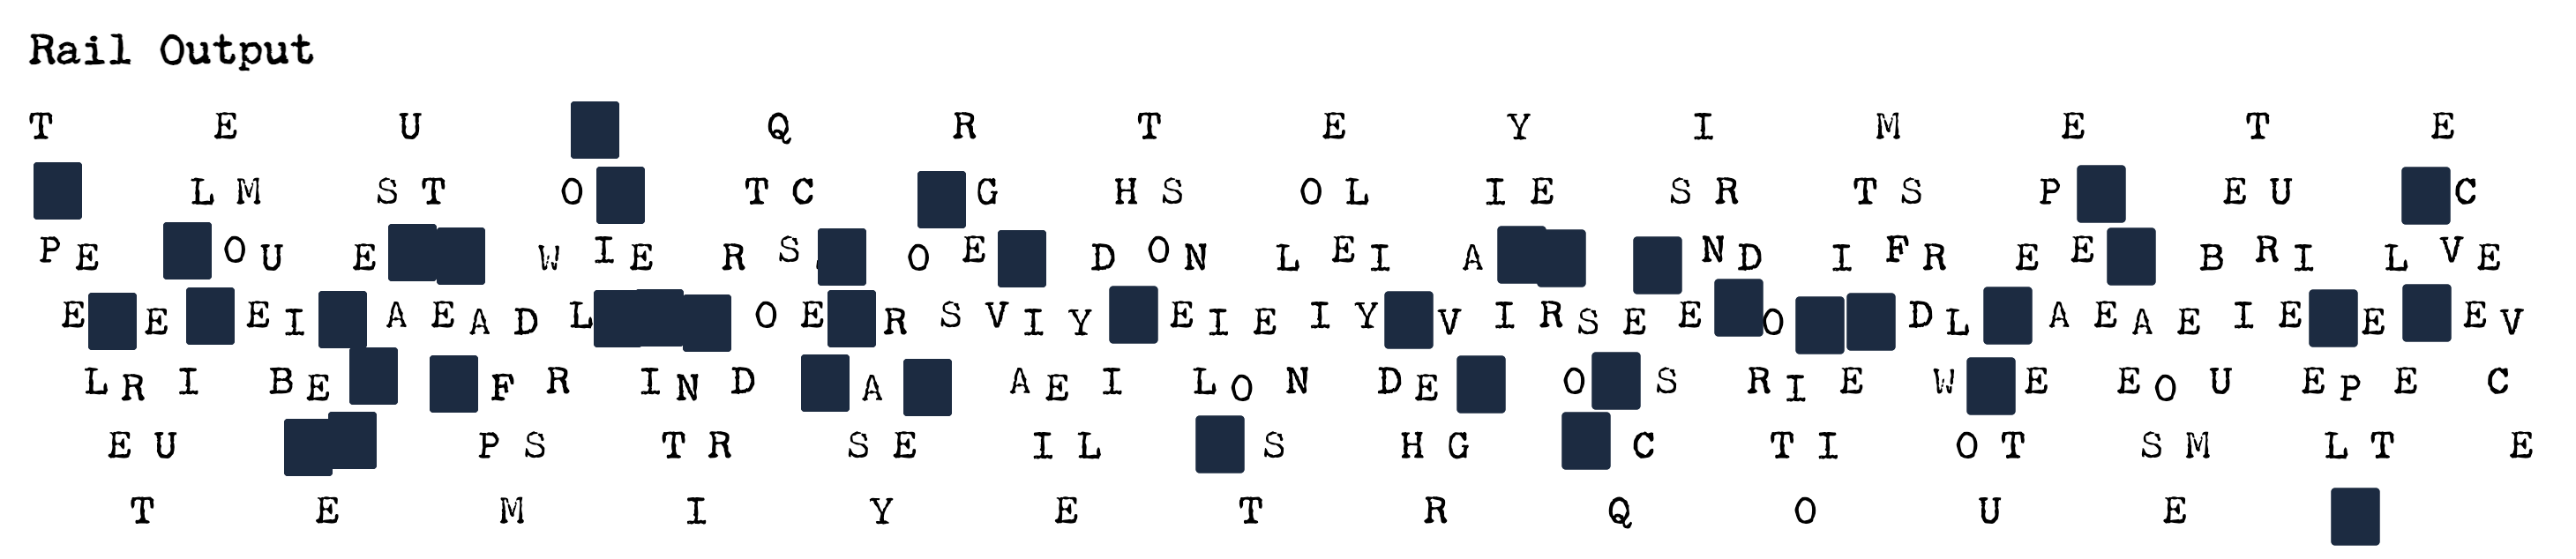 Rail Output
T E U Q R T E Y I M E T E
L M S T O T C G H S O L I E S R T S P E U C
P E O U E W I E R S O E D O N L E I A N D I F R E E B R I L V E
E E E I A E A D L O E R S V I Y E I E I Y V I R S E E O D L A E A E I E E E V
L R I B E F R I N D A A E I L O N D E O S R I E W E E O U E P E C
E U P S T R S E I L S H G C T I O T S M L T E
T E M I Y E T R Q O U E